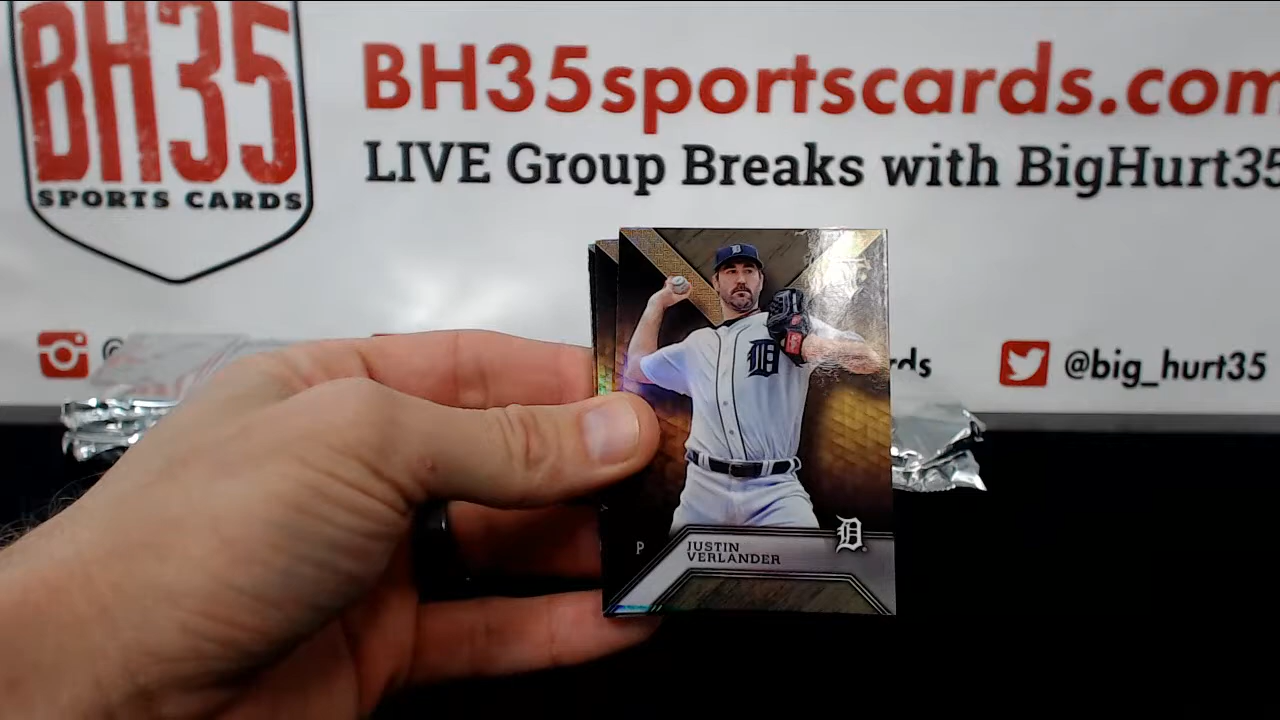 BH35
SPORTS CARDS
BH35sportscards.com
LIVE Group Breaks with BigHurt35
@
rds
@big_hurt35
D
D
P
JUSTIN
VERLANDER
D